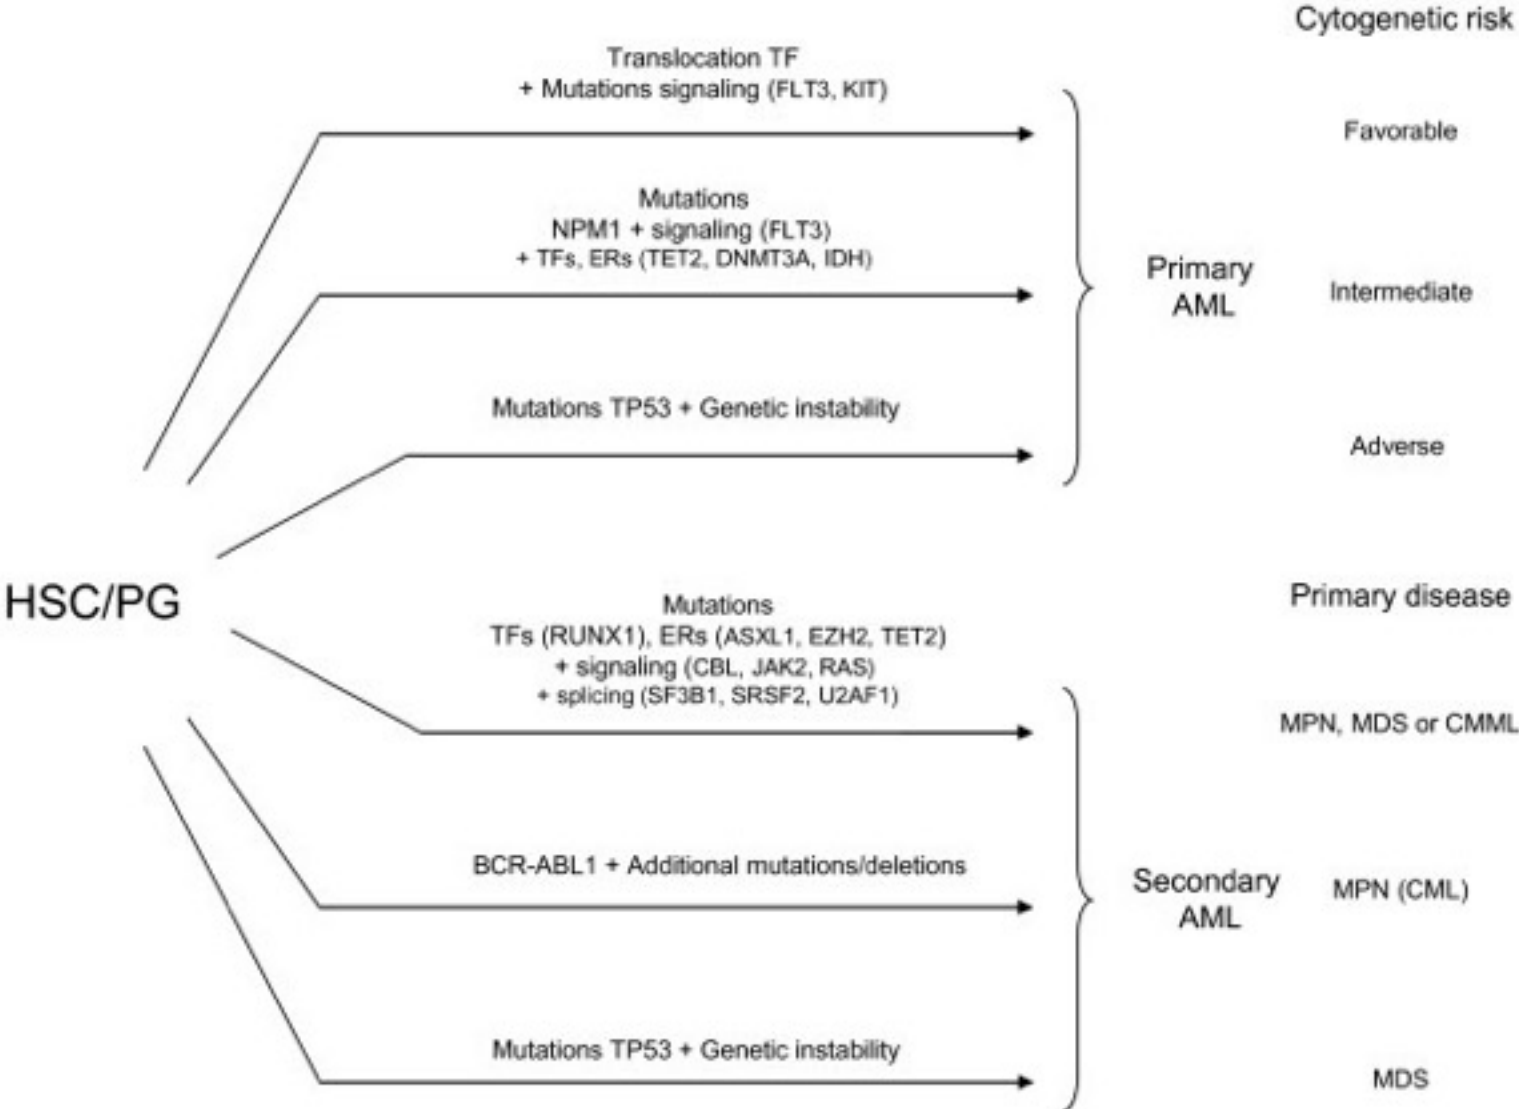 Cytogenetic risk
Translocation TF
+ Mutations signaling (FLT3, KIT)
Favorable
Mutations
NPM1 + signaling (FLT3)
+ TFs, ERs (TET2, DNMT3A, IDH)
Primary
AML
Intermediate
Mutations TP53 + Genetic instability
Adverse
HSC/PG
Primary disease
Mutations
TFs (RUNX1), ERs (ASXL1, EZH2, TET2)
+ signaling (CBL, JAK2, RAS)
+ splicing (SF3B1, SRSF2, U2AF1)
MPN, MDS or CMML
BCR-ABL1 + Additional mutations/deletions
Secondary
AML
MPN (CML)
Mutations TP53 + Genetic instability
MDS